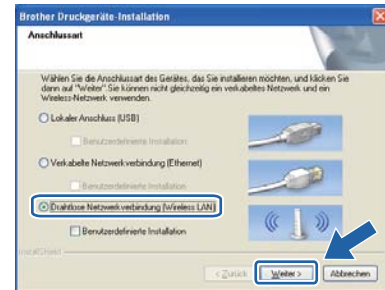 Brother Druckgeräte-Installation
Anschlussart
Wählen Sie die Anschlussart des Gerätes, das Sie installieren möchten, und klicken Sie
dann auf "Weiter". Sie können nicht gleichzeitig ein verkabeltes Netzwerk und ein
Wireless-Netzwerk verwenden.
Lokaler Anschluss (USB)
Benutzerdefinierte Installation
Verkabelte Netzwerkverbindung (Ethernet)
Benutzerdefinierte Installation
Drahtlose Netzwerkverbindung (Wireless LAN)
Benutzerdefinierte Installation
InstallShield
< Zurück Weiter > Abbrechen